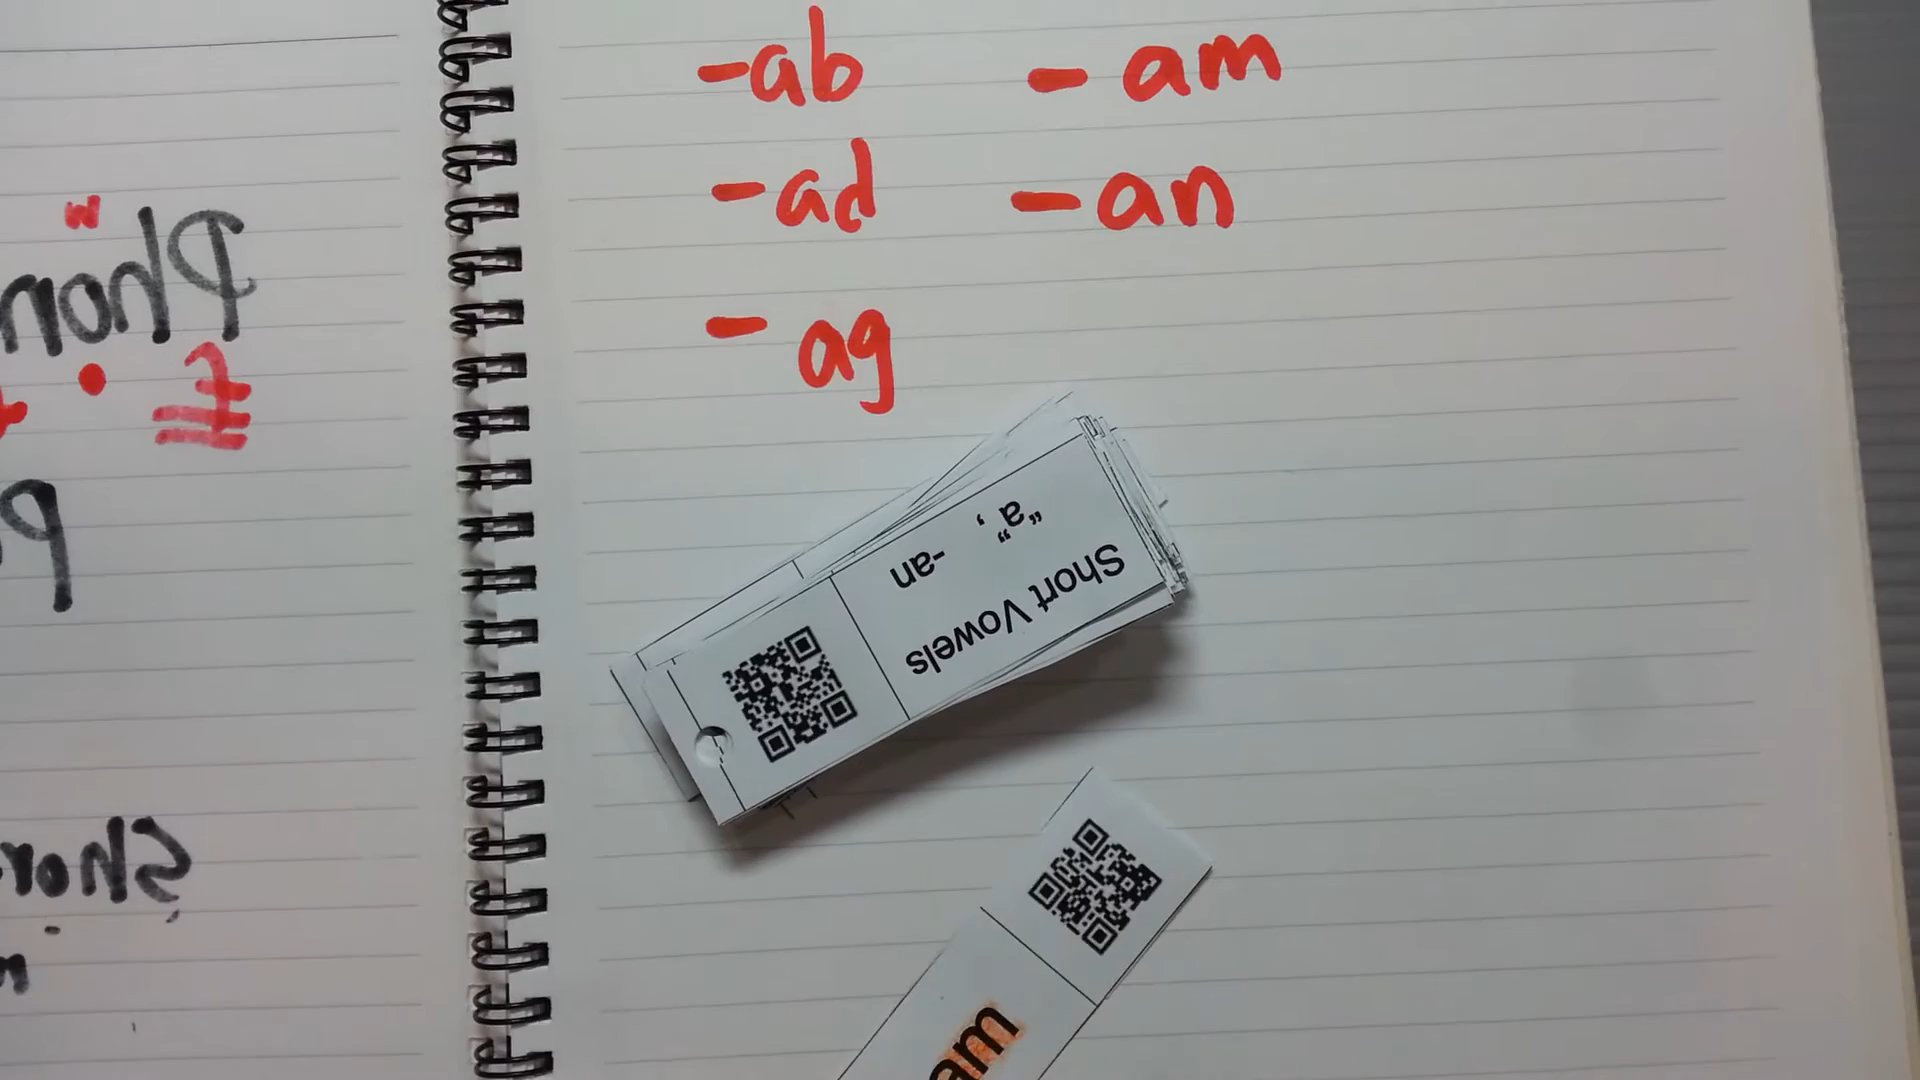 -ab - am
-ad - an
- ag
Short Vowels
“a”, -an
am
Phon
Shor